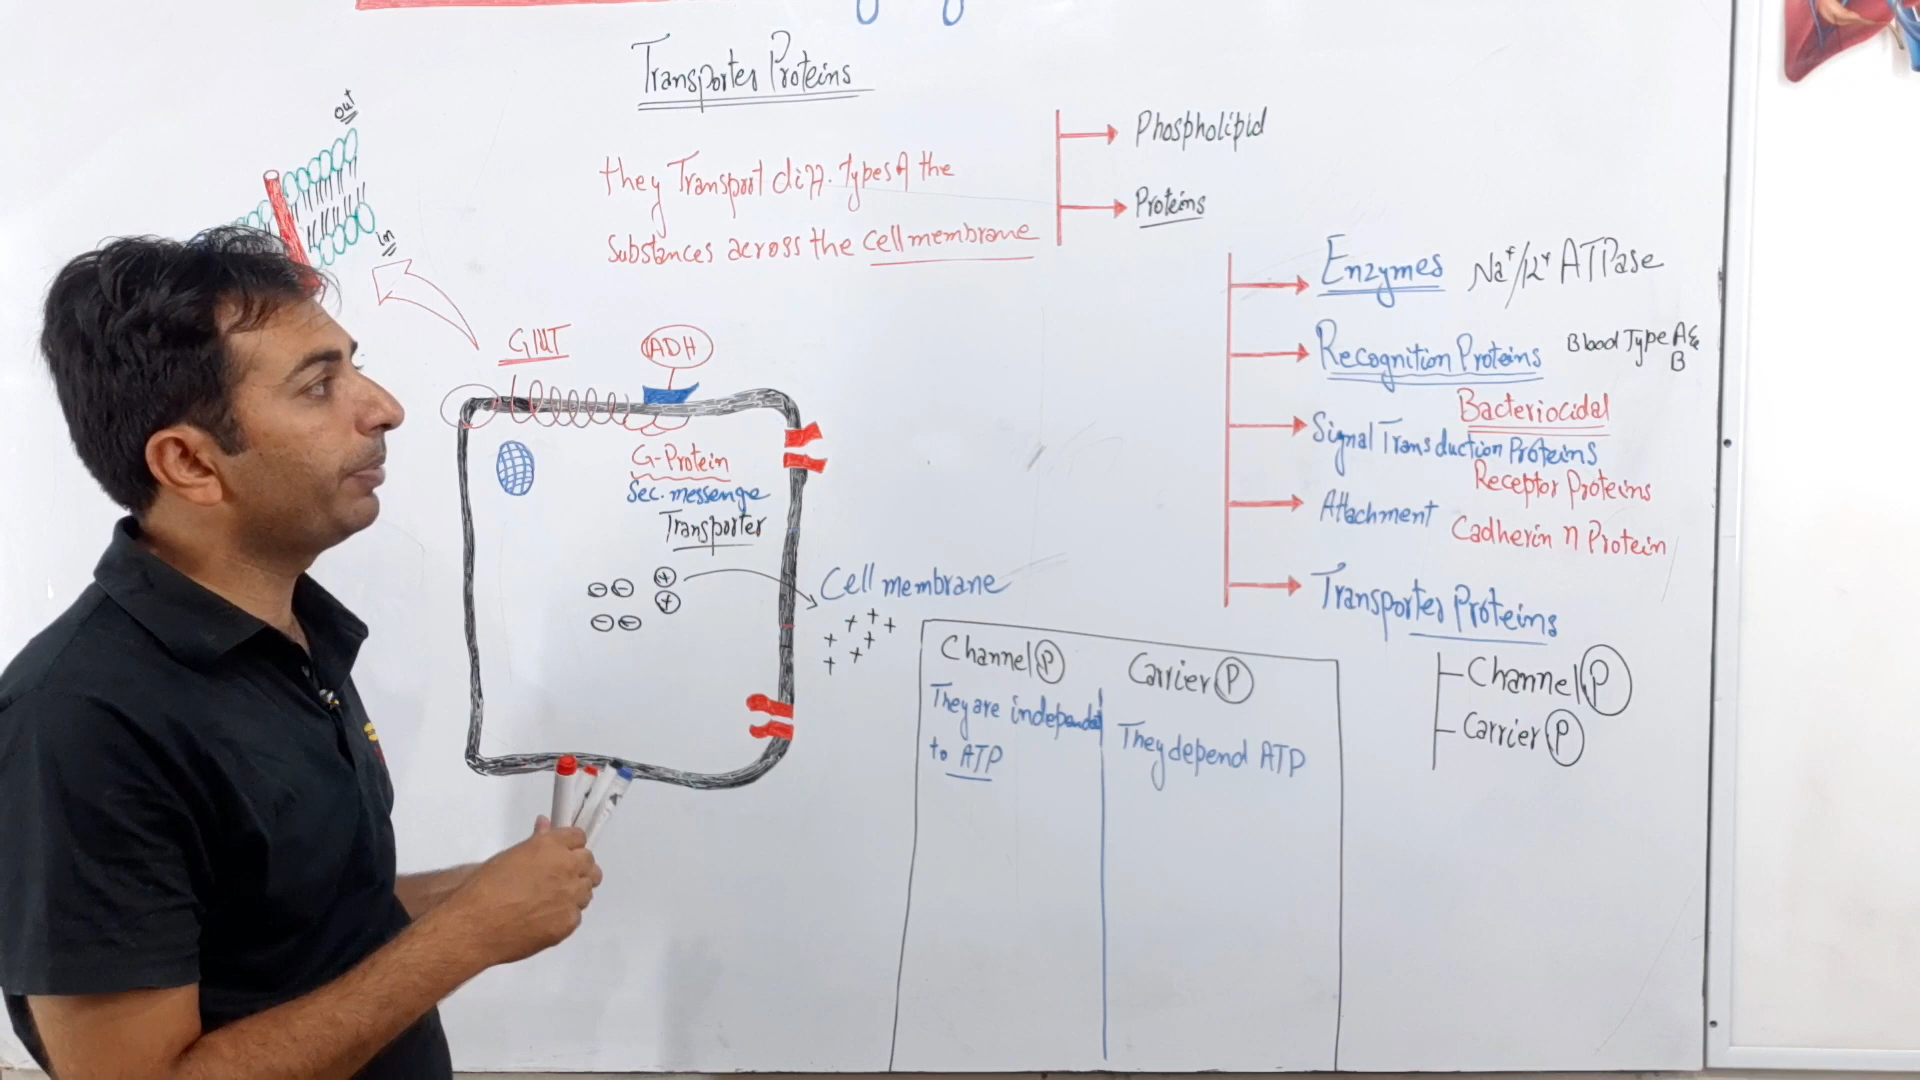 Transporter Proteins
they Transport diff. types of the
Substances across the Cell membrane
Phospholipid
Proteins
out
in
GLUT
ADH
G-Protein
Sec. messenge
Transporter
Cell membrane
Enzymes Na+/K+ ATPase
Recognition Proteins Blood Type A &
B
Bacteriocidal
Signal Transduction Proteins
Receptor Proteins
Attachment Cadherin n Protein
Transporter Proteins
Channel P
Carrier P
Channel P
They are independent
to ATP
Carrier P
They depend ATP